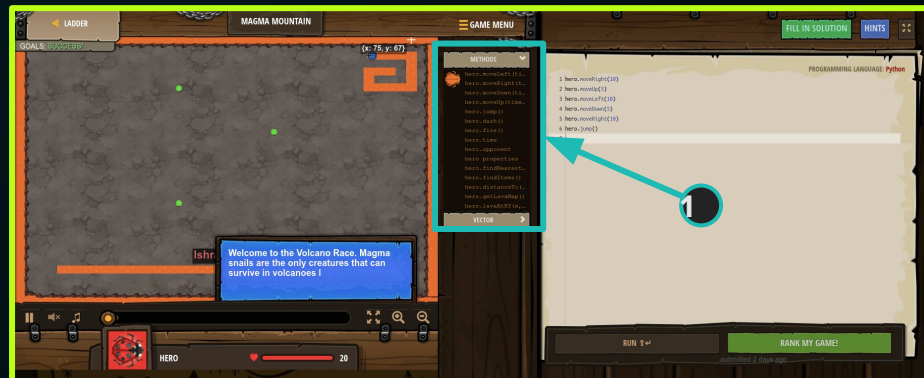 LADDER
MAGMA MOUNTAIN
GAME MENU
FILL IN SOLUTION
HINTS
GOALS: SUCCESS!
{x: 75, y: 67}
METHODS
hero.moveLeft(ti…
hero.moveRight(t…
hero.moveDown(ti…
hero.moveUp(time…
hero.jump()
hero.dash()
hero.fire()
hero.time
hero.opponent
hero properties
hero.findNearest…
hero.findItems()
hero.distanceTo(…
hero.getLavaMap()
hero.lavaAtXY(x,…
VECTOR
PROGRAMMING LANGUAGE: Python
1 hero.moveRight(10)
2 hero.moveUp(5)
3 hero.moveLeft(10)
4 hero.moveDown(5)
5 hero.moveRight(10)
6 hero.jump()
1
Ishr
Welcome to the Volcano Race. Magma
snails are the only creatures that can
survive in volcanoes !
HERO
20
RUN
RANK MY GAME!
submitted 2 days ago